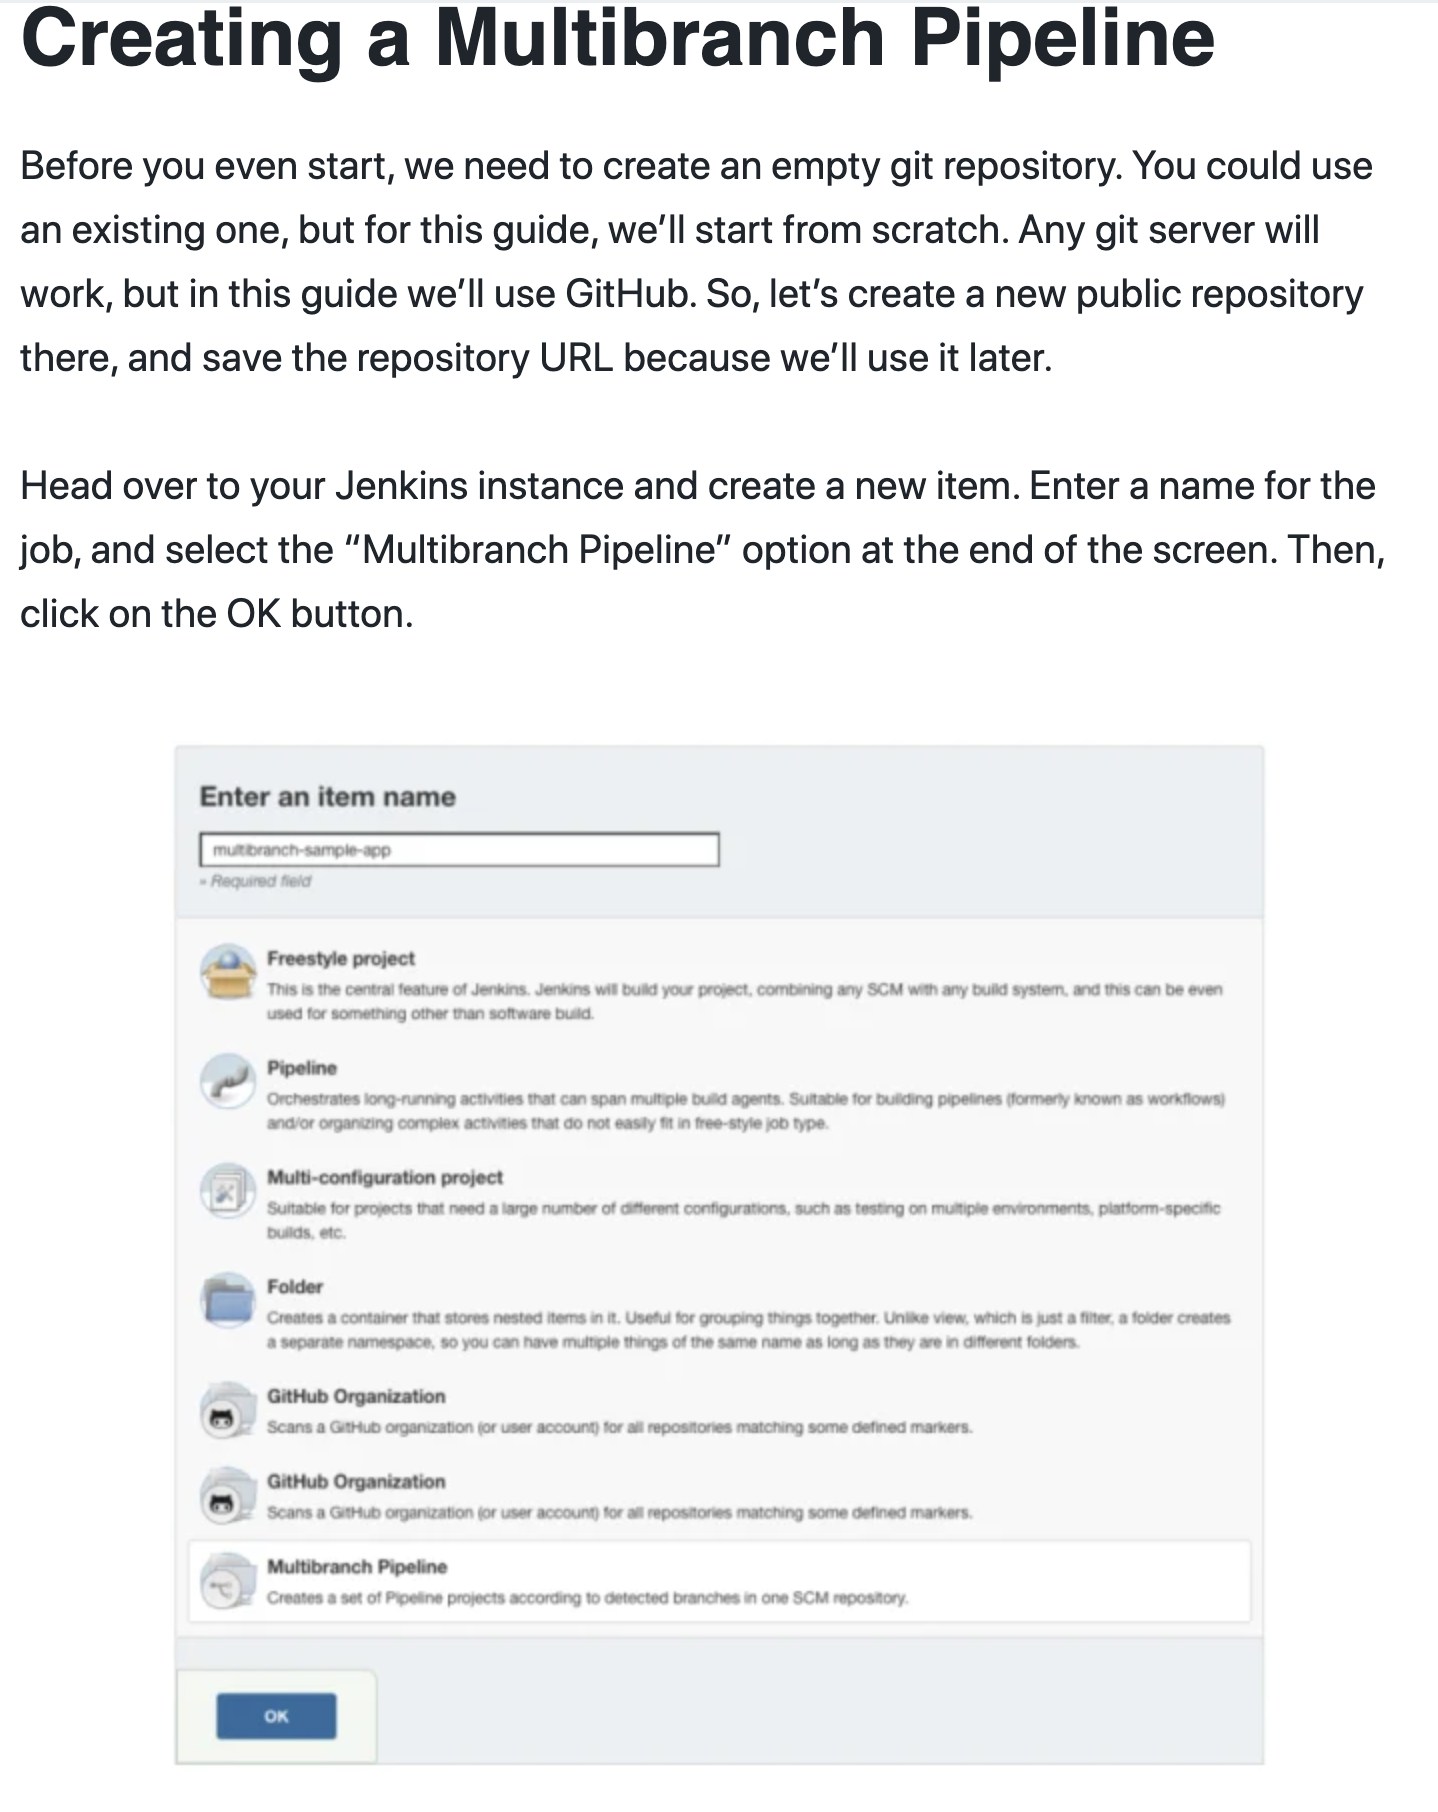 Creating a Multibranch Pipeline
Before you even start, we need to create an empty git repository. You could use
an existing one, but for this guide, we’ll start from scratch. Any git server will
work, but in this guide we’ll use GitHub. So, let’s create a new public repository
there, and save the repository URL because we’ll use it later.
Head over to your Jenkins instance and create a new item. Enter a name for the
job, and select the “Multibranch Pipeline” option at the end of the screen. Then,
click on the OK button.
Enter an item name
multibranch-sample-app
» Required field
Freestyle project
This is the central feature of Jenkins. Jenkins will build your project, combining any SCM with any build system, and this can be even
used for something other than software build.
Pipeline
Orchestrates long-running activities that can span multiple build agents. Suitable for building pipelines (formerly known as workflows)
and/or organizing complex activities that do not easily fit in free-style job type.
Multi-configuration project
Suitable for projects that need a large number of different configurations, such as testing on multiple environments, platform-specific
builds, etc.
Folder
Creates a container that stores nested items in it. Useful for grouping things together. Unlike view, which is just a filter, a folder creates
a separate namespace, so you can have multiple things of the same name as long as they are in different folders.
GitHub Organization
Scans a GitHub organization (or user account) for all repositories matching some defined markers.
GitHub Organization
Scans a GitHub organization (or user account) for all repositories matching some defined markers.
Multibranch Pipeline
Creates a set of Pipeline projects according to detected branches in one SCM repository.
OK